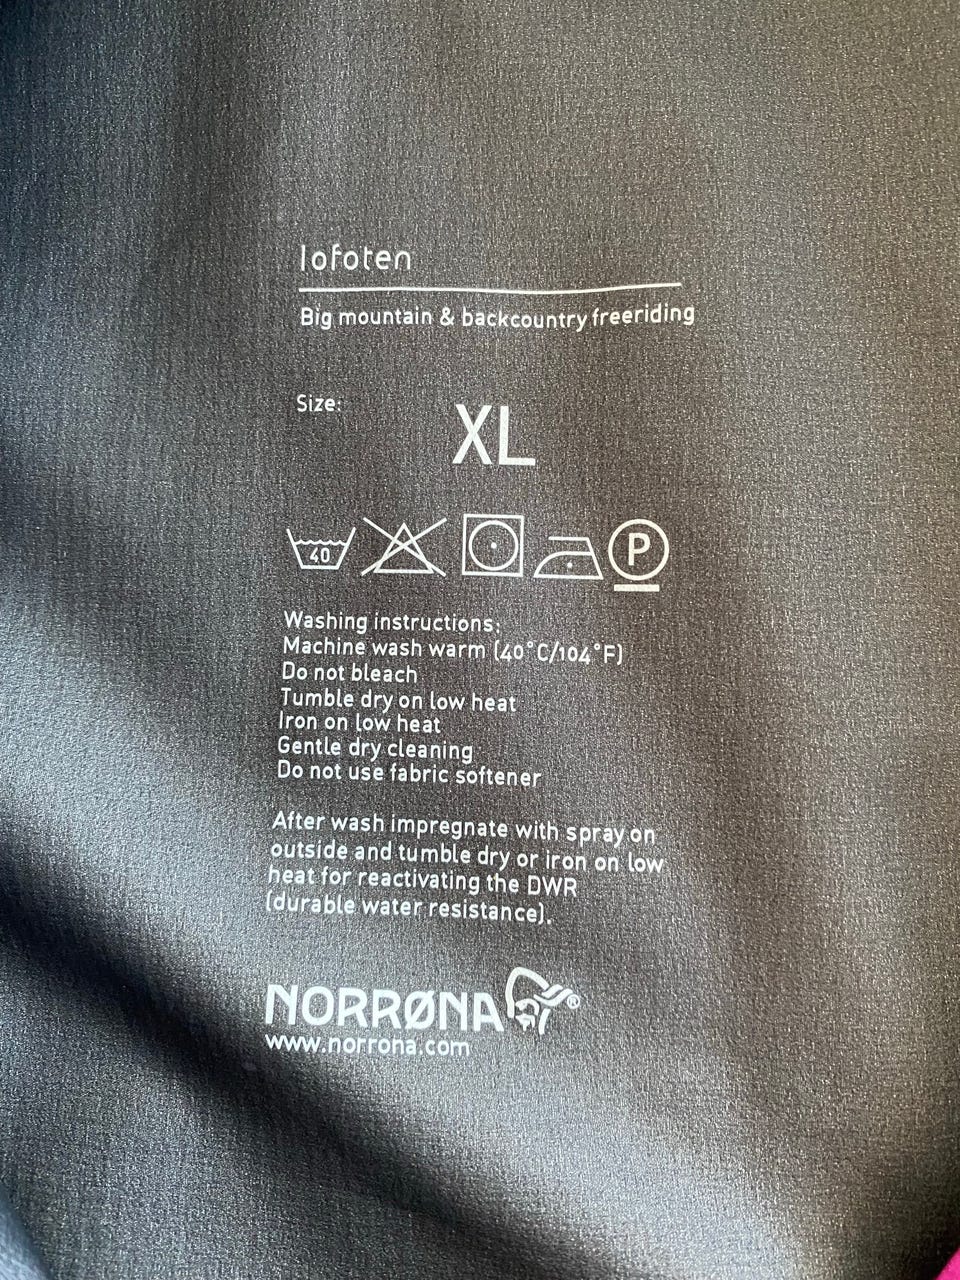 lofoten
Big mountain & backcountry freeriding
Size: XL
40 P
Washing instructions:
Machine wash warm (40°C/104°F)
Do not bleach
Tumble dry on low heat
Iron on low heat
Gentle dry cleaning
Do not use fabric softener
After wash impregnate with spray on
outside and tumble dry or iron on low
heat for reactivating the DWR
(durable water resistance).
NORRØNA®
www.norrona.com